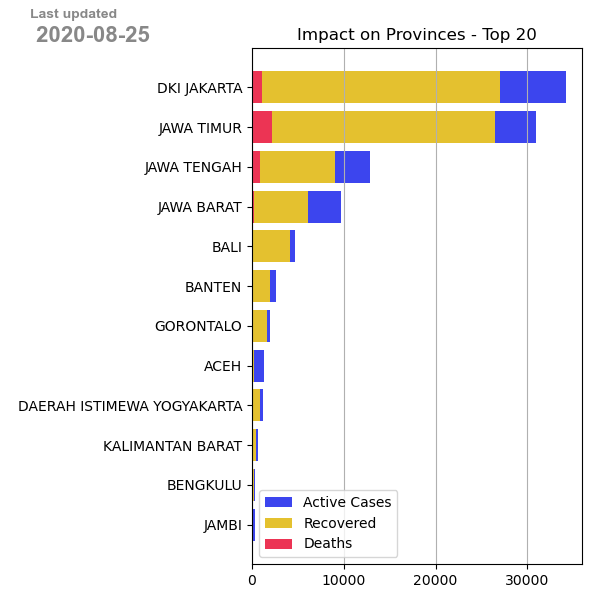 Last updated
2020-08-25
Impact on Provinces - Top 20
DKI JAKARTA
JAWA TIMUR
JAWA TENGAH
JAWA BARAT
BALI
BANTEN
GORONTALO
ACEH
DAERAH ISTIMEWA YOGYAKARTA
KALIMANTAN BARAT
BENGKULU
JAMBI
Active Cases
Recovered
Deaths
0 10000 20000 30000